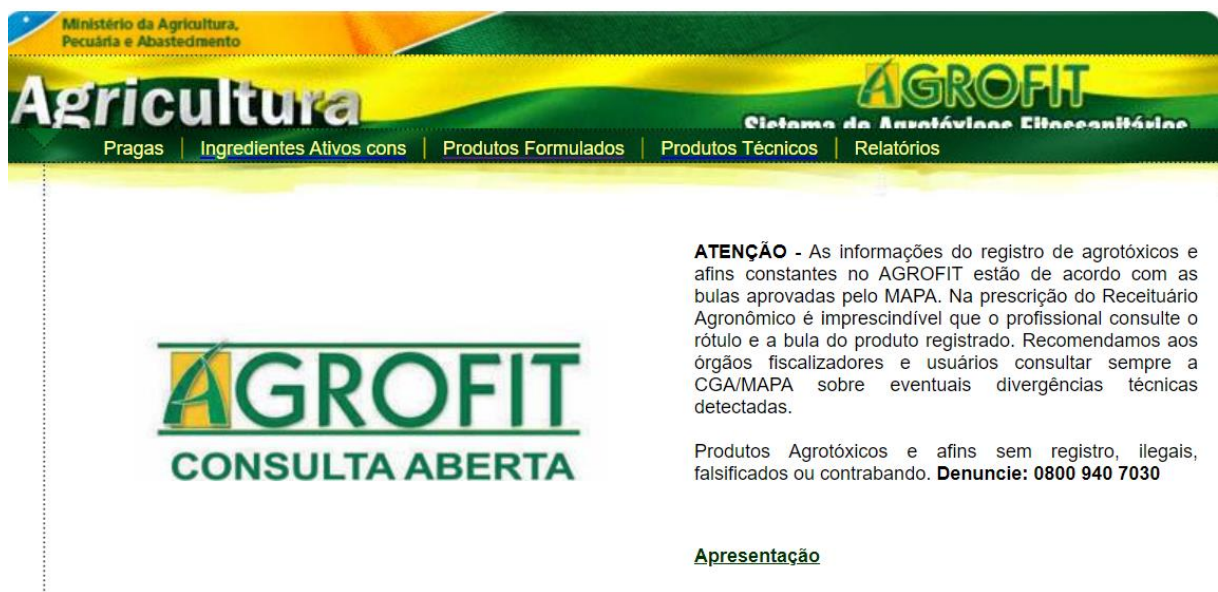 Ministério da Agricultura,
Pecuária e Abastecimento
Agricultura
AGROFIT
Sistema de Agrotóxicos Fitossanitários
Pragas | Ingredientes Ativos cons | Produtos Formulados | Produtos Técnicos | Relatórios
ATENÇÃO - As informações do registro de agrotóxicos e
afins constantes no AGROFIT estão de acordo com as
bulas aprovadas pelo MAPA. Na prescrição do Receituário
Agronômico é imprescindível que o profissional consulte o
rótulo e a bula do produto registrado. Recomendamos aos
órgãos fiscalizadores e usuários consultar sempre a
CGA/MAPA sobre eventuais divergências técnicas
detectadas.
Produtos Agrotóxicos e afins sem registro, ilegais,
falsificados ou contrabando. Denuncie: 0800 940 7030
Apresentação
AGROFIT
CONSULTA ABERTA